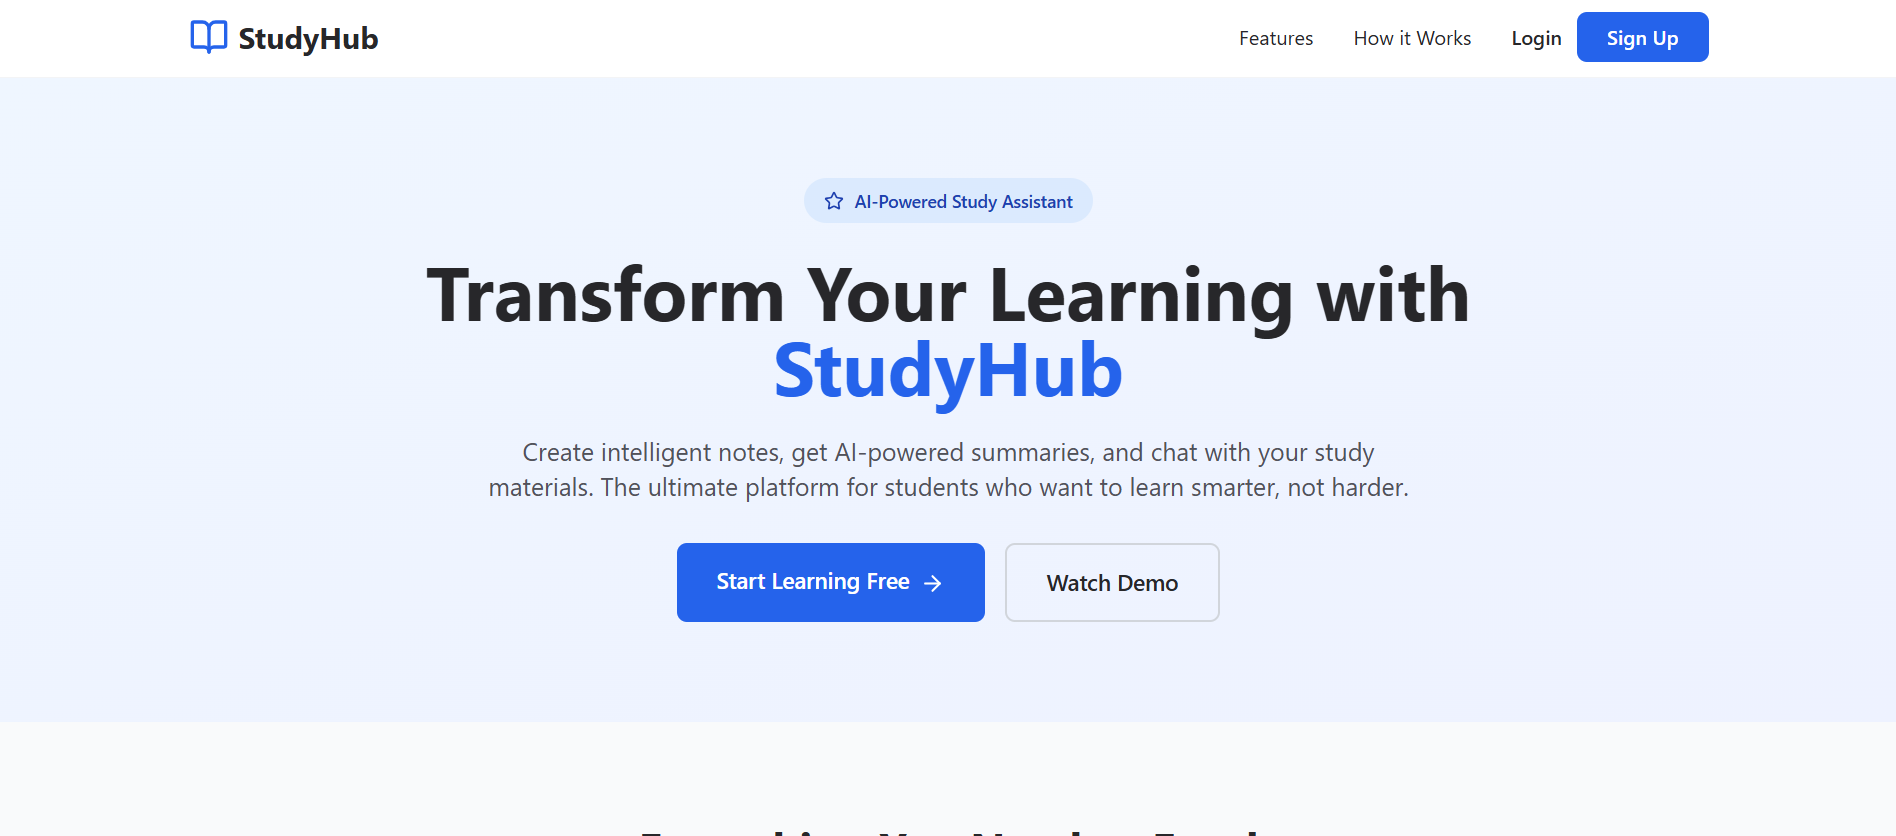 StudyHub
Features
How it Works
Login
Sign Up
AI-Powered Study Assistant
Transform Your Learning with
StudyHub
Create intelligent notes, get AI-powered summaries, and chat with your study
materials. The ultimate platform for students who want to learn smarter, not harder.
Start Learning Free
Watch Demo